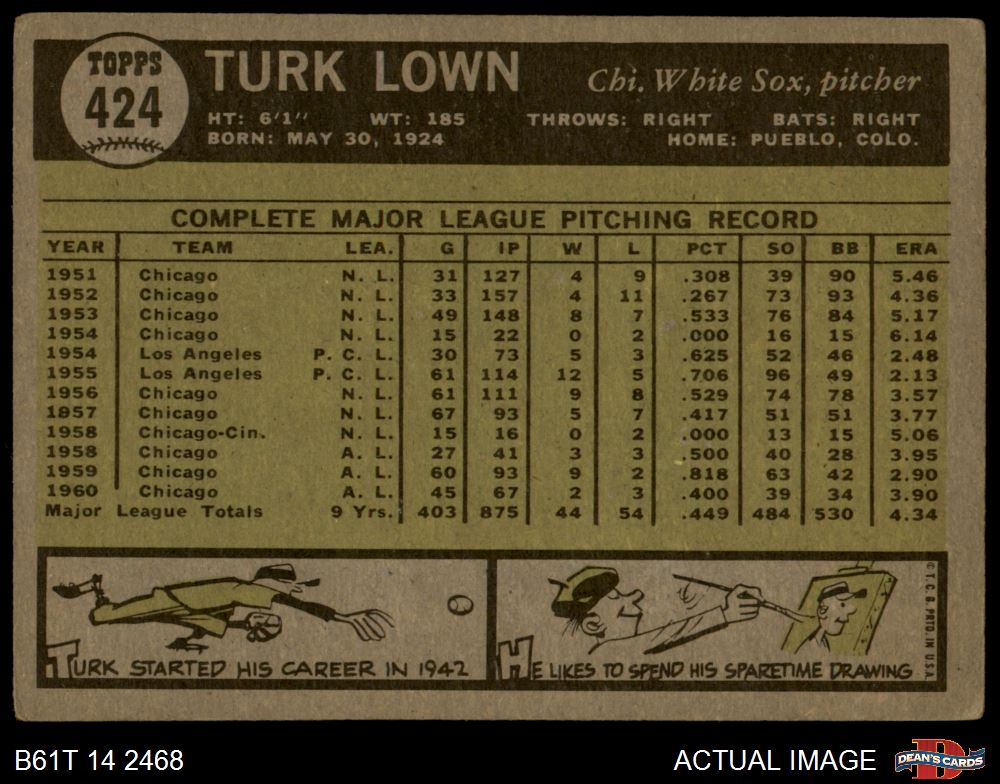 TOPPS
424
TURK LOWN
Chi. White Sox, pitcher
HT: 6'1" WT: 185 THROWS: RIGHT BATS: RIGHT
BORN: MAY 30, 1924 HOME: PUEBLO, COLO.
COMPLETE MAJOR LEAGUE PITCHING RECORD
YEAR TEAM LEA. G IP W L PCT SO BB ERA
1951 Chicago N. L. 31 127 4 9 .308 39 90 5.46
1952 Chicago N. L. 33 157 4 11 .267 73 93 4.36
1953 Chicago N. L. 49 148 8 7 .533 76 84 5.17
1954 Chicago N. L. 15 22 0 2 .000 16 15 6.14
1954 Los Angeles P. C. L. 30 73 5 3 .625 52 46 2.48
1955 Los Angeles P. C. L. 61 114 12 5 .706 96 49 2.13
1956 Chicago N. L. 61 111 9 8 .529 74 78 3.57
1857 Chicago N. L. 67 93 5 7 .417 51 51 3.77
1958 Chicago-Cin. N. L. 15 16 0 2 .000 13 15 5.06
1958 Chicago A. L. 27 41 3 3 .500 40 28 3.95
1959 Chicago A. L. 60 93 9 2 .818 63 42 2.90
1960 Chicago A. L. 45 67 2 3 .400 39 34 3.90
Major League Totals 9 Yrs. 403 875 44 54 .449 484 530 4.34
TURK STARTED HIS CAREER IN 1942
HE LIKES TO SPEND HIS SPARETIME DRAWING
© T. C. G. PRTD. IN U.S.A.
B61T 14 2468
ACTUAL IMAGE
DEAN'S CARDS